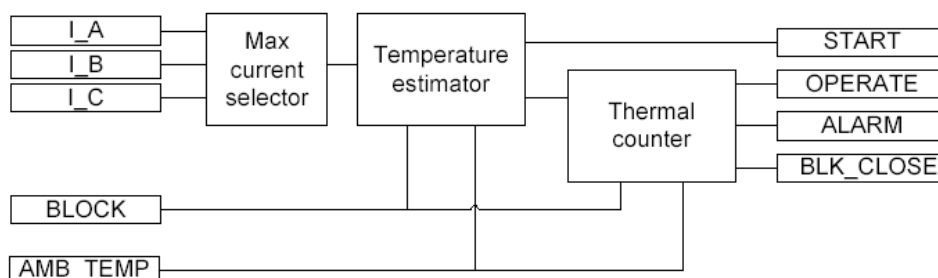 I_A
I_B
I_C
BLOCK
AMB_TEMP
Max
current
selector
Temperature
estimator
Thermal
counter
START
OPERATE
ALARM
BLK_CLOSE